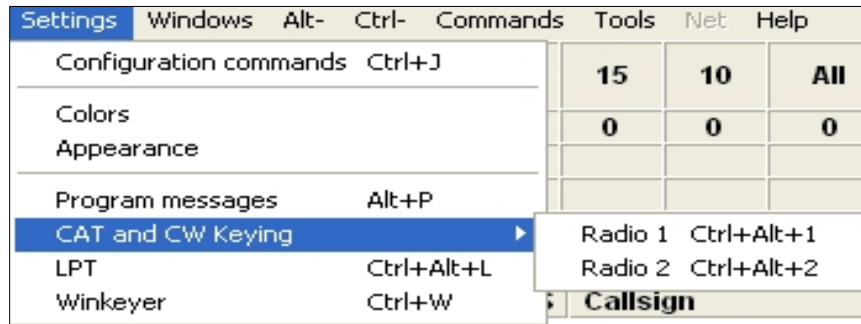 Settings Windows Alt- Ctrl- Commands Tools Net Help
Configuration commands Ctrl+J
15 10 All
Colors
0 0 0
Appearance
Program messages Alt+P
CAT and CW Keying
Radio 1 Ctrl+Alt+1
LPT Ctrl+Alt+L
Radio 2 Ctrl+Alt+2
Winkeyer Ctrl+W
Callsign